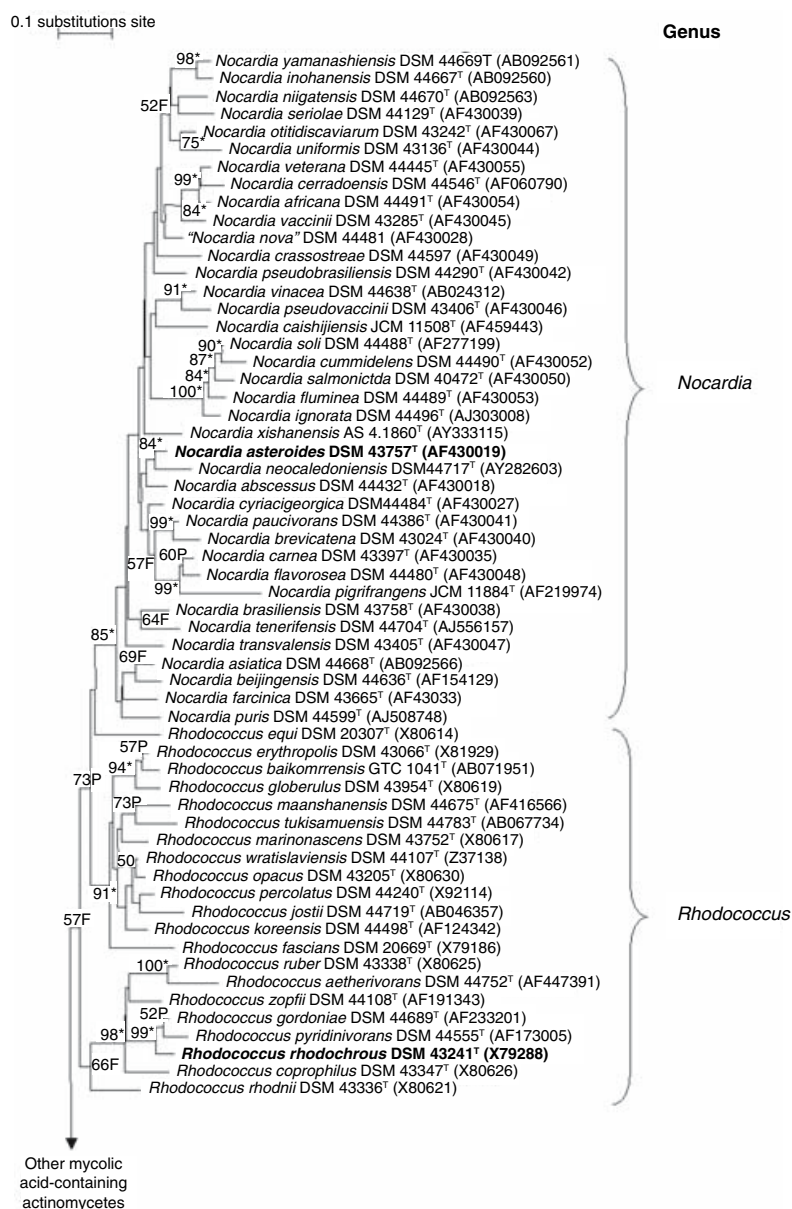 0.1 substitutions site
Genus
98*
Nocardia yamanashiensis DSM 44669T (AB092561)
Nocardia inohanensis DSM 44667ᵀ (AB092560)
Nocardia niigatensis DSM 44670ᵀ (AB092563)
52F
Nocardia seriolae DSM 44129ᵀ (AF430039)
Nocardia otitidiscaviarum DSM 43242ᵀ (AF430067)
75*
Nocardia uniformis DSM 43136ᵀ (AF430044)
Nocardia veterana DSM 44445ᵀ (AF430055)
99*
Nocardia cerradoensis DSM 44546ᵀ (AF060790)
Nocardia africana DSM 44491ᵀ (AF430054)
84*
Nocardia vaccinii DSM 43285ᵀ (AF430045)
“Nocardia nova” DSM 44481 (AF430028)
Nocardia crassostreae DSM 44597 (AF430049)
Nocardia pseudobrasiliensis DSM 44290ᵀ (AF430042)
91*
Nocardia vinacea DSM 44638ᵀ (AB024312)
Nocardia pseudovaccinii DSM 43406ᵀ (AF430046)
Nocardia caishijiensis JCM 11508ᵀ (AF459443)
90*
Nocardia soli DSM 44488ᵀ (AF277199)
87*
Nocardia cummidelens DSM 44490ᵀ (AF430052)
84*
Nocardia salmonictda DSM 40472ᵀ (AF430050)
Nocardia
100*
Nocardia fluminea DSM 44489ᵀ (AF430053)
Nocardia ignorata DSM 44496ᵀ (AJ303008)
Nocardia xishanensis AS 4.1860ᵀ (AY333115)
84*
Nocardia asteroides DSM 43757ᵀ (AF430019)
Nocardia neocaledoniensis DSM44717ᵀ (AY282603)
Nocardia abscessus DSM 44432ᵀ (AF430018)
Nocardia cyriacigeorgica DSM44484ᵀ (AF430027)
99*
Nocardia paucivorans DSM 44386ᵀ (AF430041)
Nocardia brevicatena DSM 43024ᵀ (AF430040)
60P
Nocardia carnea DSM 43397ᵀ (AF430035)
57F
Nocardia flavorosea DSM 44480ᵀ (AF430048)
99*
Nocardia pigrifrangens JCM 11884ᵀ (AF219974)
Nocardia brasiliensis DSM 43758ᵀ (AF430038)
64F
Nocardia tenerifensis DSM 44704ᵀ (AJ556157)
85*
Nocardia transvalensis DSM 43405ᵀ (AF430047)
69F
Nocardia asiatica DSM 44668ᵀ (AB092566)
Nocardia beijingensis DSM 44636ᵀ (AF154129)
Nocardia farcinica DSM 43665ᵀ (AF43033)
Nocardia puris DSM 44599ᵀ (AJ508748)
Rhodococcus equi DSM 20307ᵀ (X80614)
57P
Rhodococcus erythropolis DSM 43066ᵀ (X81929)
94*
Rhodococcus baikomrrensis GTC 1041ᵀ (AB071951)
73P
Rhodococcus globerulus DSM 43954ᵀ (X80619)
73P
Rhodococcus maanshanensis DSM 44675ᵀ (AF416566)
Rhodococcus tukisamuensis DSM 44783ᵀ (AB067734)
Rhodococcus marinonascens DSM 43752ᵀ (X80617)
50
Rhodococcus wratislaviensis DSM 44107ᵀ (Z37138)
Rhodococcus opacus DSM 43205ᵀ (X80630)
91*
Rhodococcus percolatus DSM 44240ᵀ (X92114)
Rhodococcus jostii DSM 44719ᵀ (AB046357)
Rhodococcus
57F
Rhodococcus koreensis DSM 44498ᵀ (AF124342)
Rhodococcus fascians DSM 20669ᵀ (X79186)
100*
Rhodococcus ruber DSM 43338ᵀ (X80625)
Rhodococcus aetherivorans DSM 44752ᵀ (AF447391)
Rhodococcus zopfii DSM 44108ᵀ (AF191343)
52P
Rhodococcus gordoniae DSM 44689ᵀ (AF233201)
98*
99*
Rhodococcus pyridinivorans DSM 44555ᵀ (AF173005)
Rhodococcus rhodochrous DSM 43241ᵀ (X79288)
66F
Rhodococcus coprophilus DSM 43347ᵀ (X80626)
Rhodococcus rhodnii DSM 43336ᵀ (X80621)
Other mycolic
acid-containing
actinomycetes